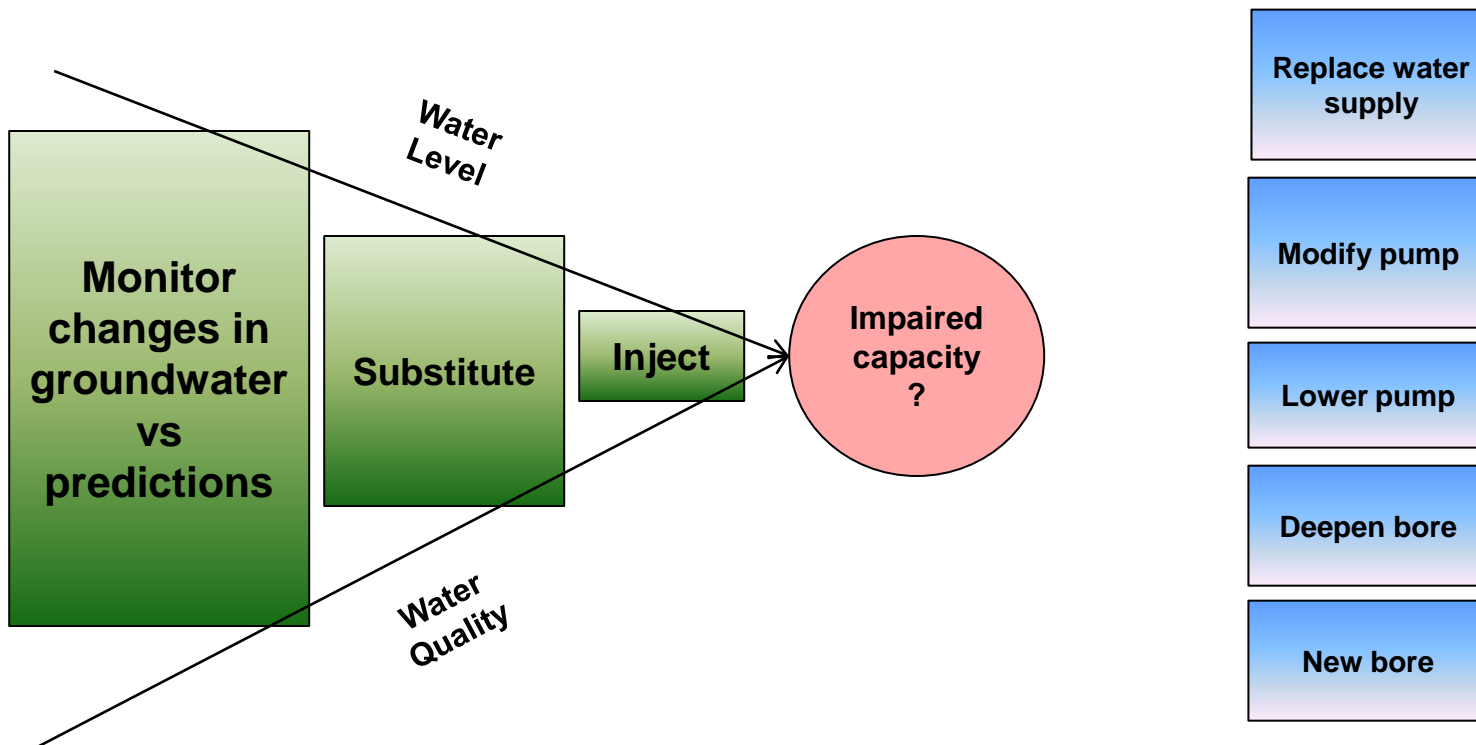 Monitor
changes in
groundwater
vs
predictions
Substitute
Inject
Water
Level
Water
Quality
Impaired
capacity
?
Replace water
supply
Modify pump
Lower pump
Deepen bore
New bore